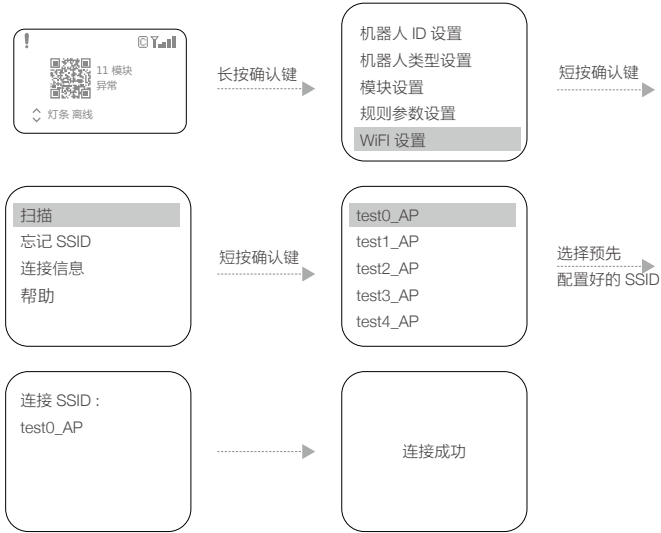 !
C
11 模块
异常
灯条 离线
长按确认键
机器人 ID 设置
机器人类型设置
模块设置
规则参数设置
WiFI 设置
短按确认键
扫描
忘记 SSID
连接信息
帮助
短按确认键
test0_AP
test1_AP
test2_AP
test3_AP
test4_AP
选择预先
配置好的 SSID
连接 SSID :
test0_AP
连接成功